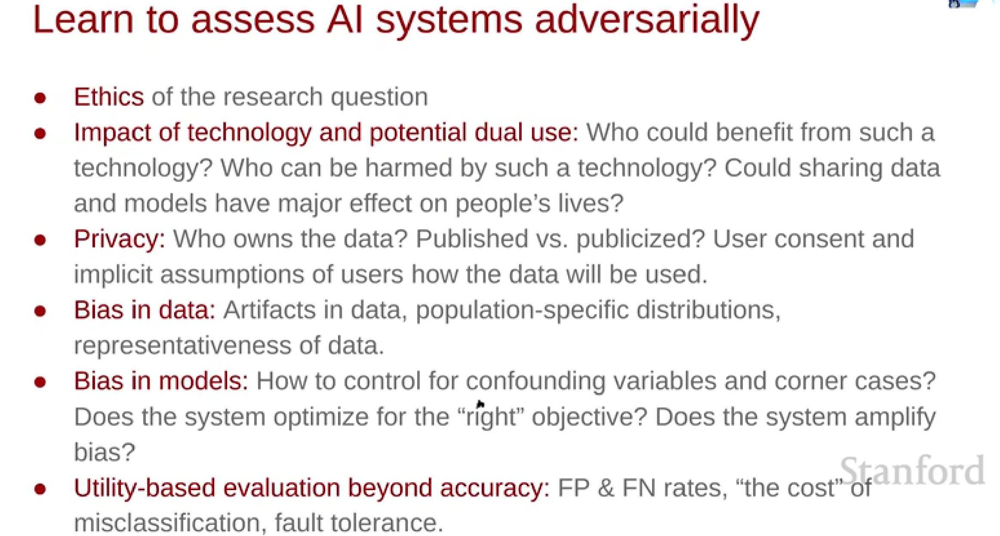 Learn to assess AI systems adversarially
● Ethics of the research question
● Impact of technology and potential dual use: Who could benefit from such a
technology? Who can be harmed by such a technology? Could sharing data
and models have major effect on people’s lives?
● Privacy: Who owns the data? Published vs. publicized? User consent and
implicit assumptions of users how the data will be used.
● Bias in data: Artifacts in data, population-specific distributions,
representativeness of data.
● Bias in models: How to control for confounding variables and corner cases?
Does the system optimize for the “right” objective? Does the system amplify
bias?
Stanford
● Utility-based evaluation beyond accuracy: FP & FN rates, “the cost” of
misclassification, fault tolerance.